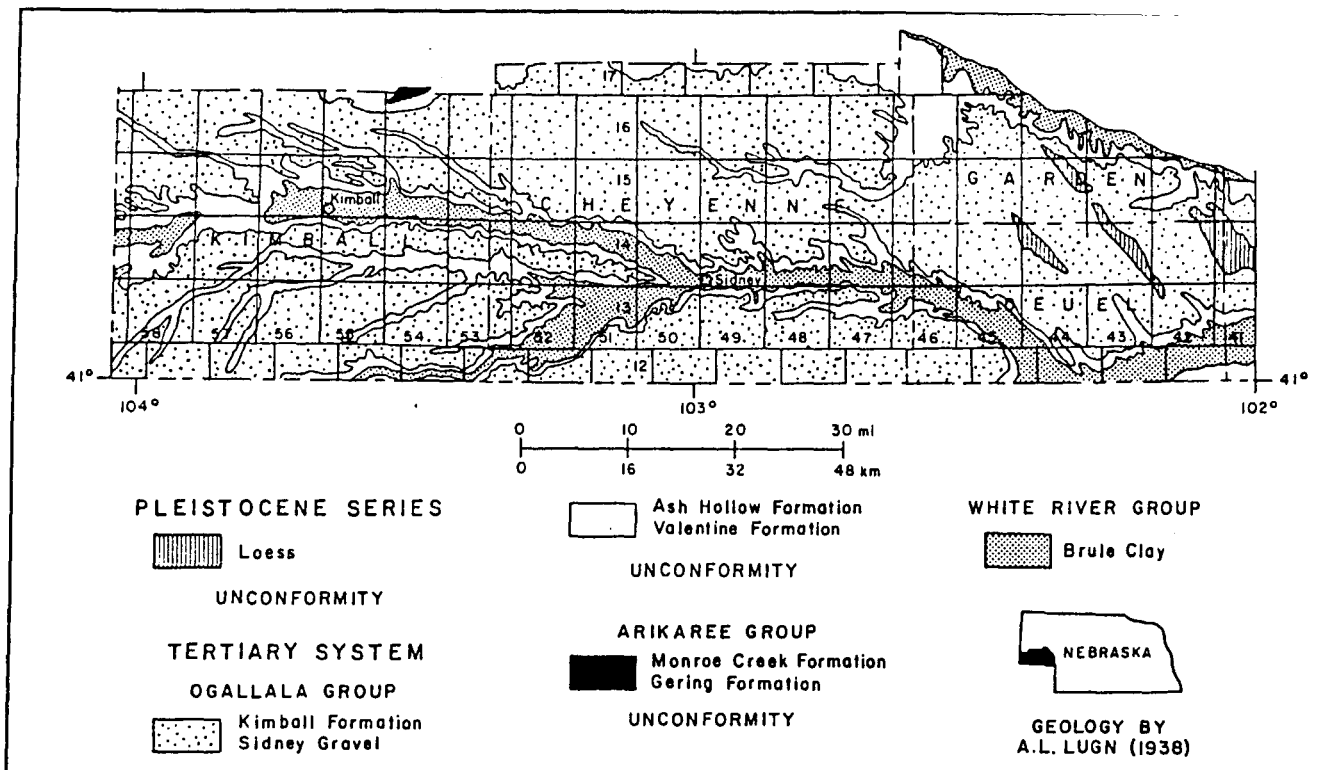 17
16
15
GARDEN
Kimball
CHEYENNE
KIMBALL
14
Sidney
13
DEUEL
58 57 56 55 54 53 52 51 50 49 48 47 46 45 44 43 42 41
12
41° 41°
104° 103° 102°
0 10 20 30 mi
0 16 32 48 km
PLEISTOCENE SERIES
Loess
UNCONFORMITY
TERTIARY SYSTEM
OGALLALA GROUP
Kimball Formation
Sidney Gravel
Ash Hollow Formation
Valentine Formation
UNCONFORMITY
ARIKAREE GROUP
Monroe Creek Formation
Gering Formation
UNCONFORMITY
WHITE RIVER GROUP
Brule Clay
NEBRASKA
GEOLOGY BY
A.L. LUGN (1938)